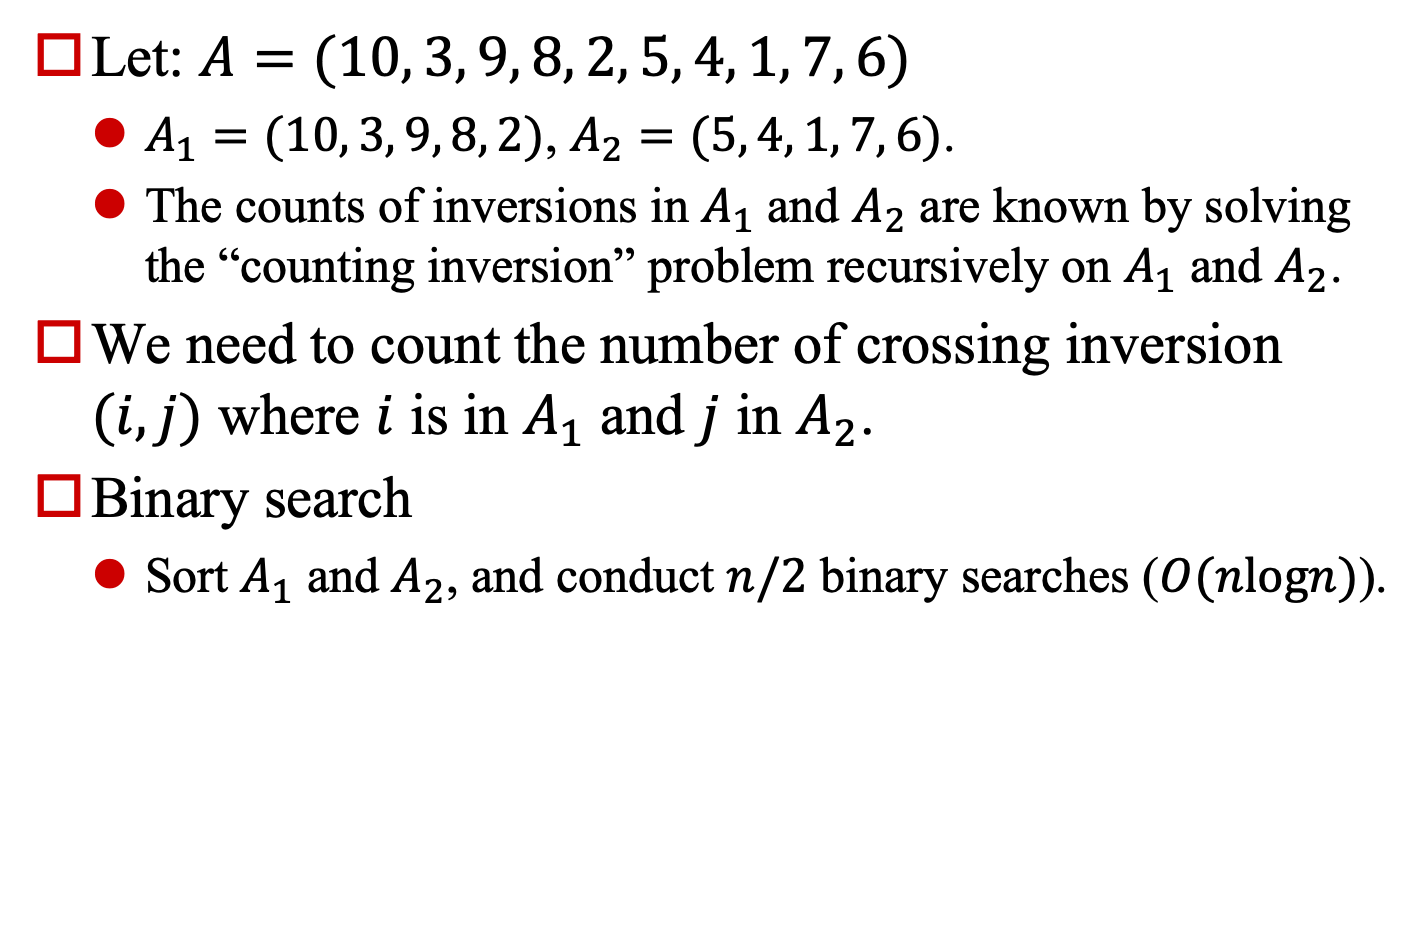 Let: A = (10, 3, 9, 8, 2, 5, 4, 1, 7, 6)
A₁ = (10, 3, 9, 8, 2), A₂ = (5, 4, 1, 7, 6).
The counts of inversions in A₁ and A₂ are known by solving
the “counting inversion” problem recursively on A₁ and A₂.
We need to count the number of crossing inversion
(i, j) where i is in A₁ and j in A₂.
Binary search
Sort A₁ and A₂, and conduct n/2 binary searches (O(nlogn)).